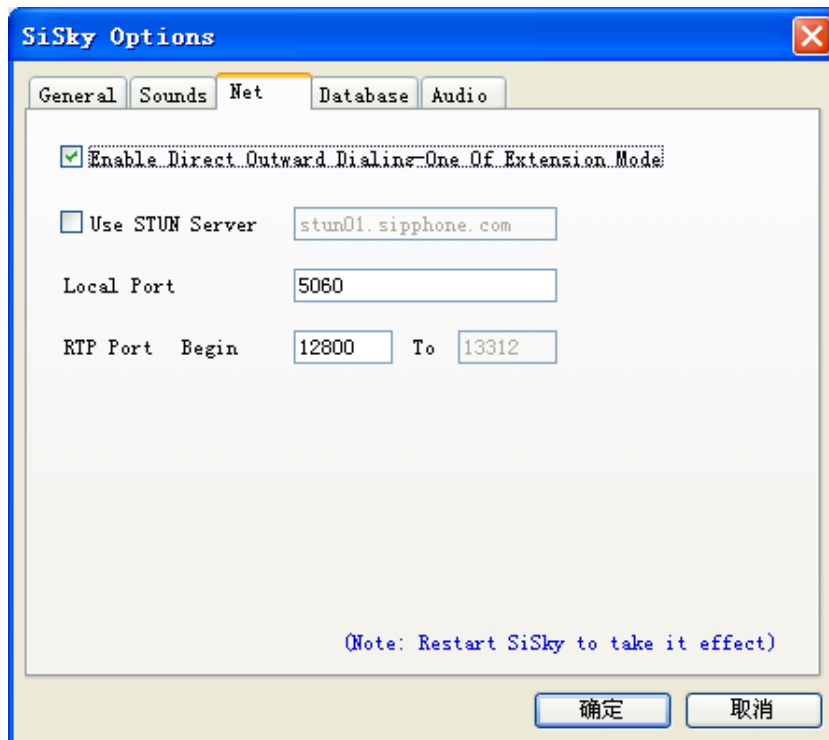 SiSky Options
General Sounds Net Database Audio
Enable Direct Outward Dialing-One Of Extension Mode
Use STUN Server stun01.sipphone.com
Local Port 5060
RTP Port Begin 12800 To 13312
(Note: Restart SiSky to take it effect)
确定 取消